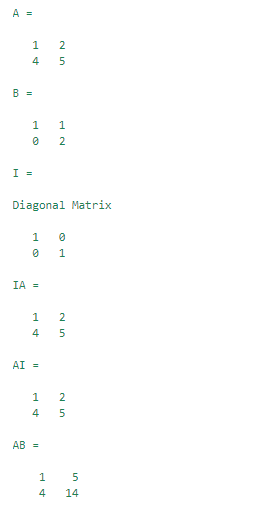 A =
1 2
4 5
B =
1 1
0 2
I =
Diagonal Matrix
1 0
0 1
IA =
1 2
4 5
AI =
1 2
4 5
AB =
1 5
4 14